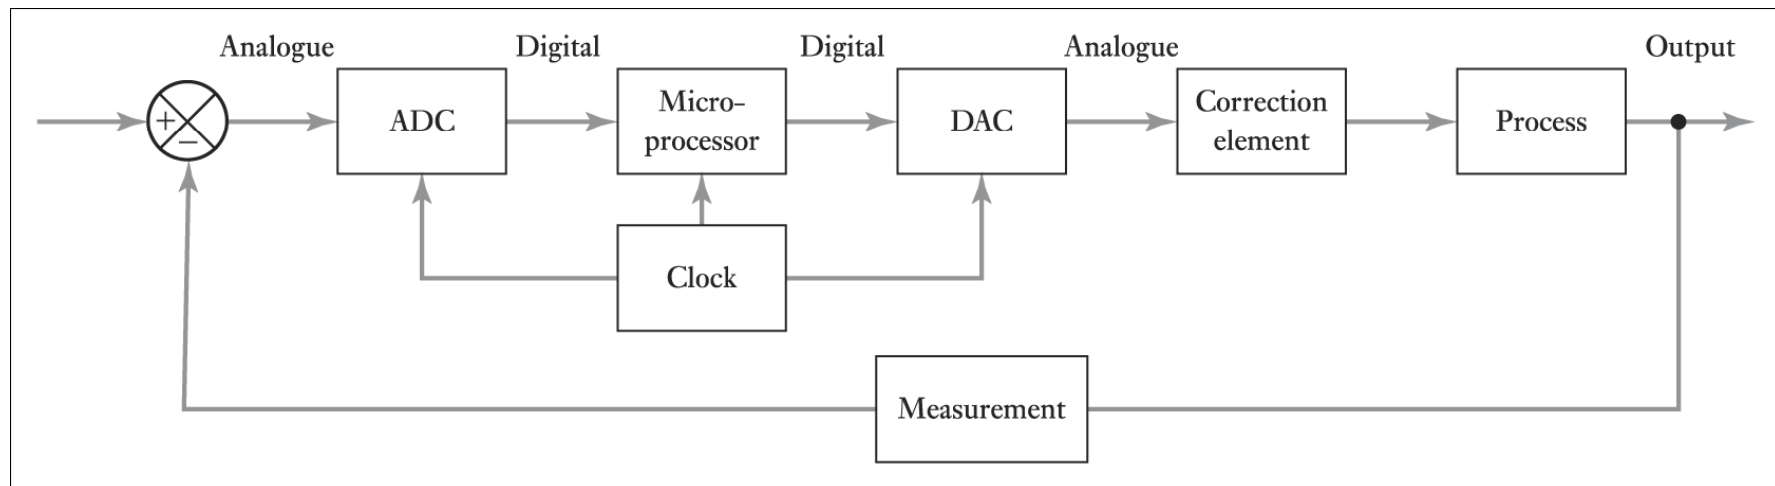 Analogue
Digital
Digital
Analogue
Output
+
−
ADC
Micro-
processor
DAC
Correction
element
Process
Clock
Measurement